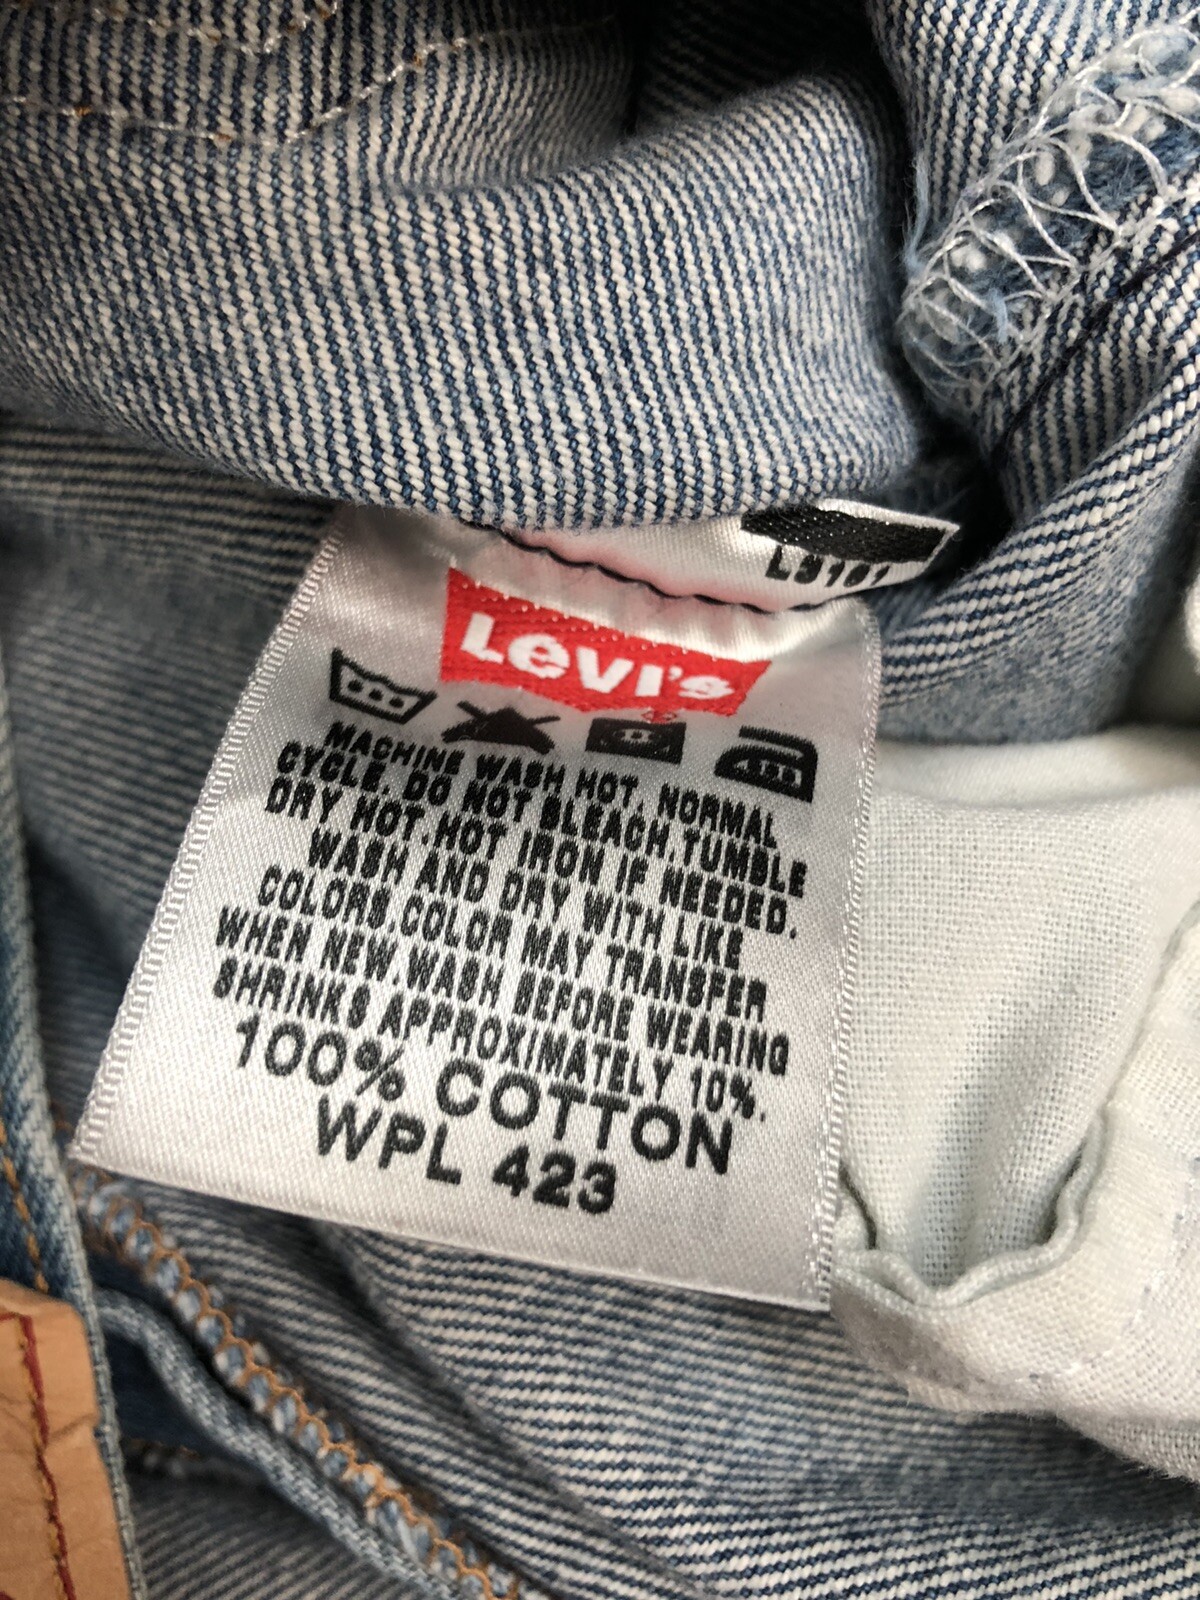 LEVI'S
MACHINE WASH HOT, NORMAL
CYCLE. DO NOT BLEACH.TUMBLE
DRY HOT.HOT IRON IF NEEDED.
WASH AND DRY WITH LIKE
COLORS.COLOR MAY TRANSFER
WHEN NEW.WASH BEFORE WEARING
SHRINKS APPROXIMATELY 10%.
100% COTTON
WPL 423